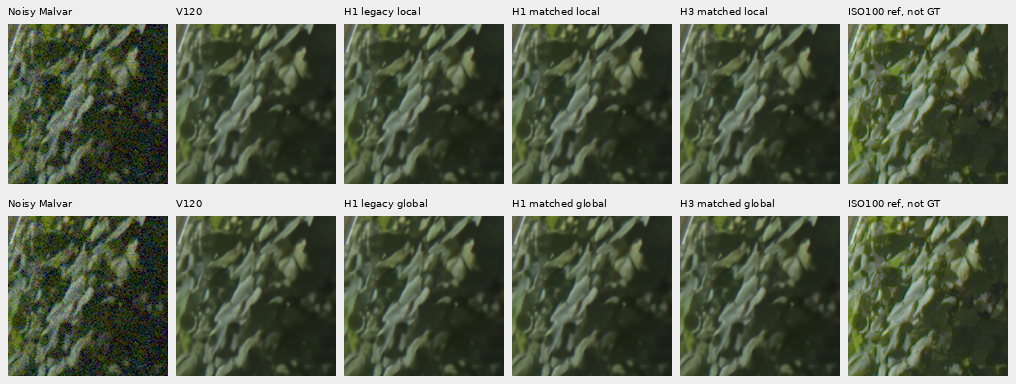 Noisy Malvar V120 H1 legacy local H1 matched local H3 matched local ISO100 ref, not GT
Noisy Malvar V120 H1 legacy global H1 matched global H3 matched global ISO100 ref, not GT